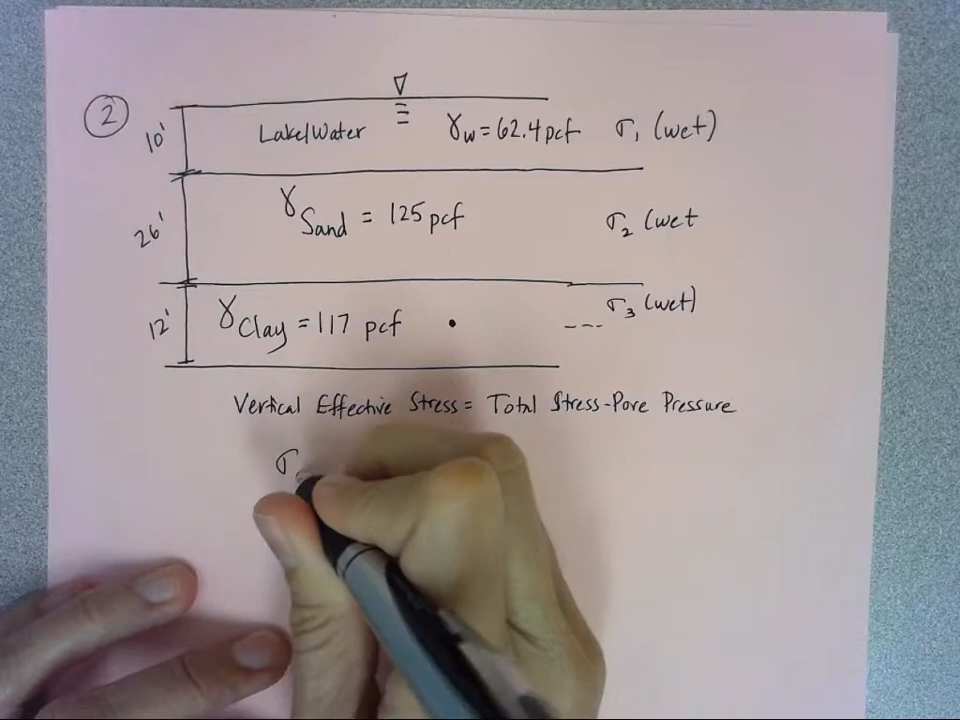 2
10' Lake/Water γw = 62.4 pcf σ1 (wet)
26' γSand = 125 pcf σ2 (wet
12' γClay = 117 pcf σ3 (wet)
Vertical Effective Stress = Total Stress-Pore Pressure
σ